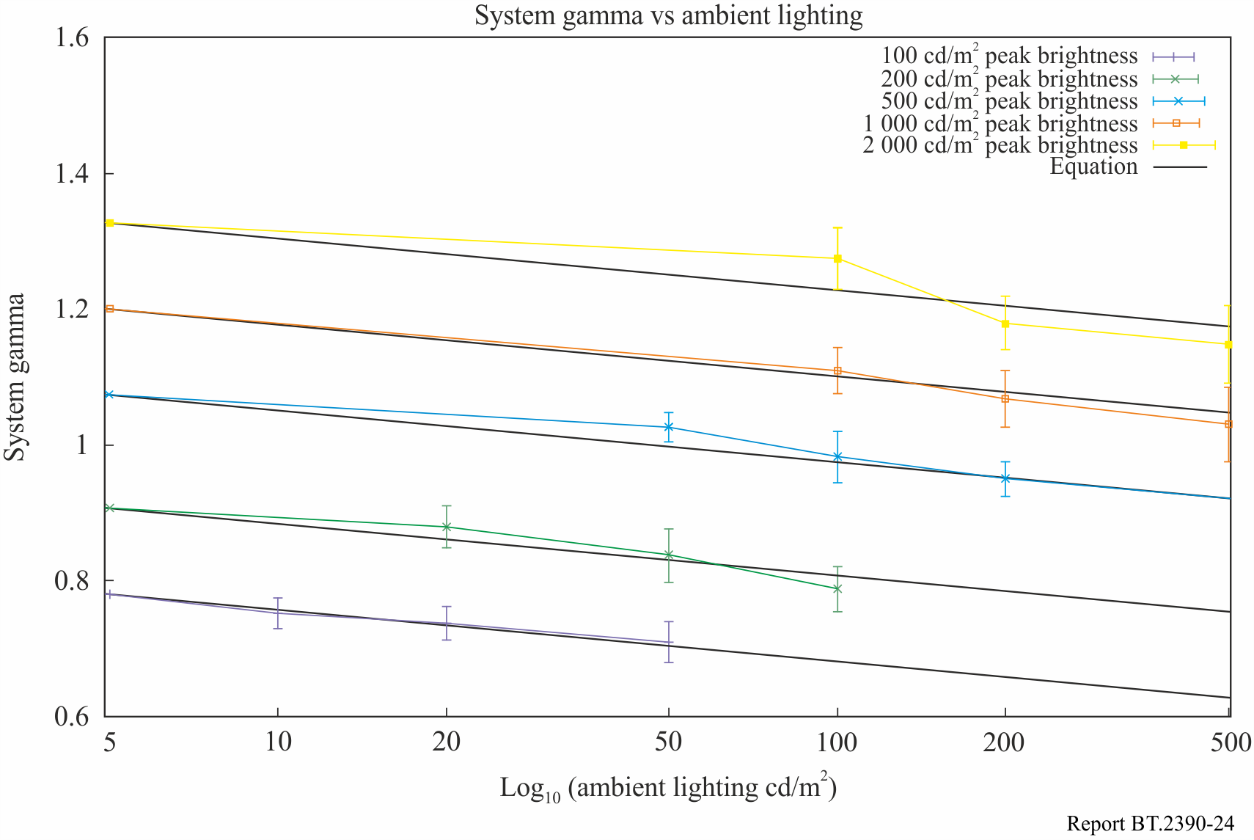 System gamma vs ambient lighting
1.6
1.4
1.2
1
0.8
0.6
System gamma
100 cd/m² peak brightness
200 cd/m² peak brightness
500 cd/m² peak brightness
1 000 cd/m² peak brightness
2 000 cd/m² peak brightness
Equation
5 10 20 50 100 200 500
Log₁₀ (ambient lighting cd/m²)
Report BT.2390-24